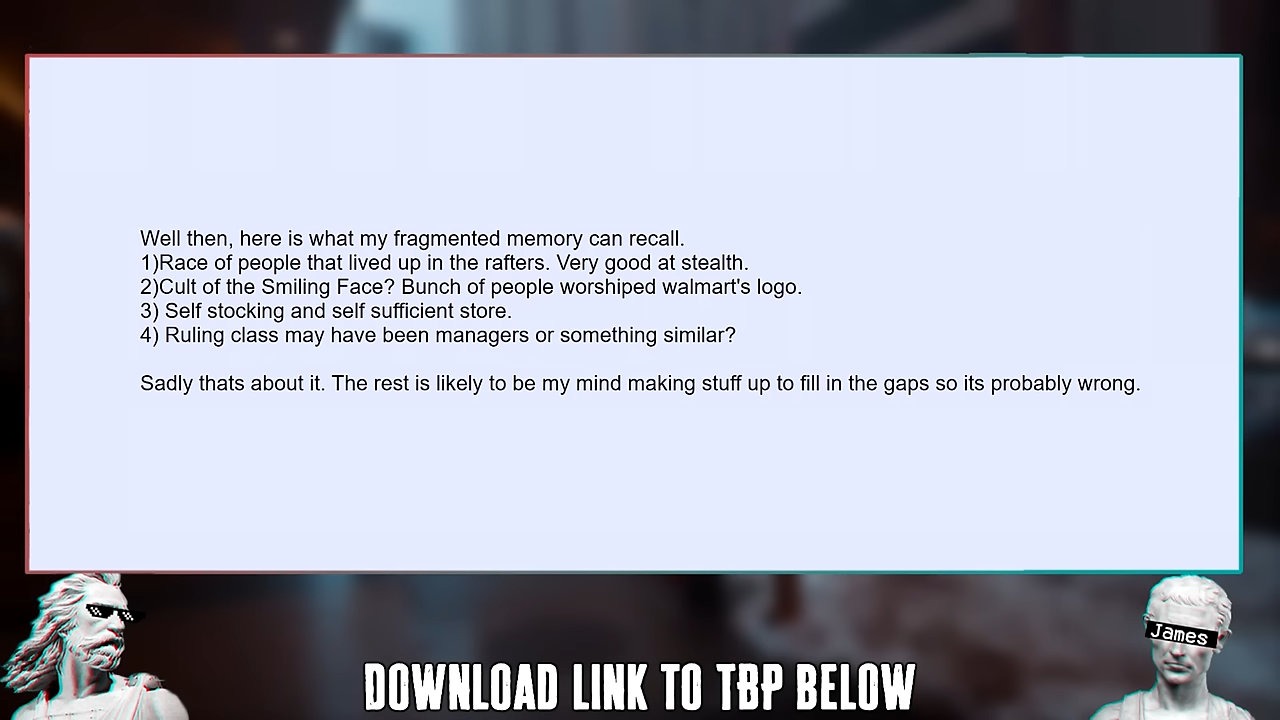 Well then, here is what my fragmented memory can recall.
1)Race of people that lived up in the rafters. Very good at stealth.
2)Cult of the Smiling Face? Bunch of people worshiped walmart's logo.
3) Self stocking and self sufficient store.
4) Ruling class may have been managers or something similar?
Sadly thats about it. The rest is likely to be my mind making stuff up to fill in the gaps so its probably wrong.
James
DOWNLOAD LINK TO TBP BELOW